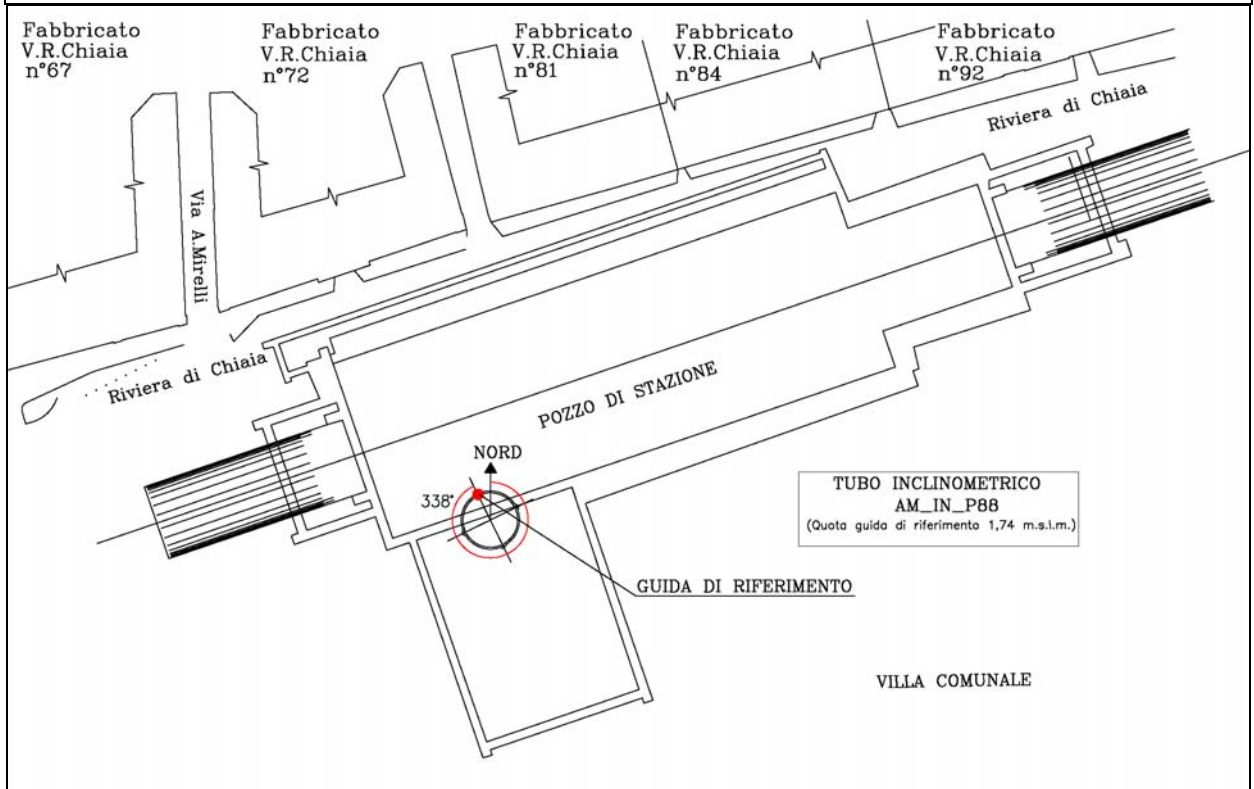 Fabbricato
V.R.Chiaia
n°67
Fabbricato
V.R.Chiaia
n°72
Fabbricato
V.R.Chiaia
n°81
Fabbricato
V.R.Chiaia
n°84
Fabbricato
V.R.Chiaia
n°92
Riviera di Chiaia
Via A.Mirelli
Riviera di Chiaia
POZZO DI STAZIONE
NORD
338°
TUBO INCLINOMETRICO
AM_IN_P88
(Quota guida di riferimento 1,74 m.s.l.m.)
GUIDA DI RIFERIMENTO
VILLA COMUNALE